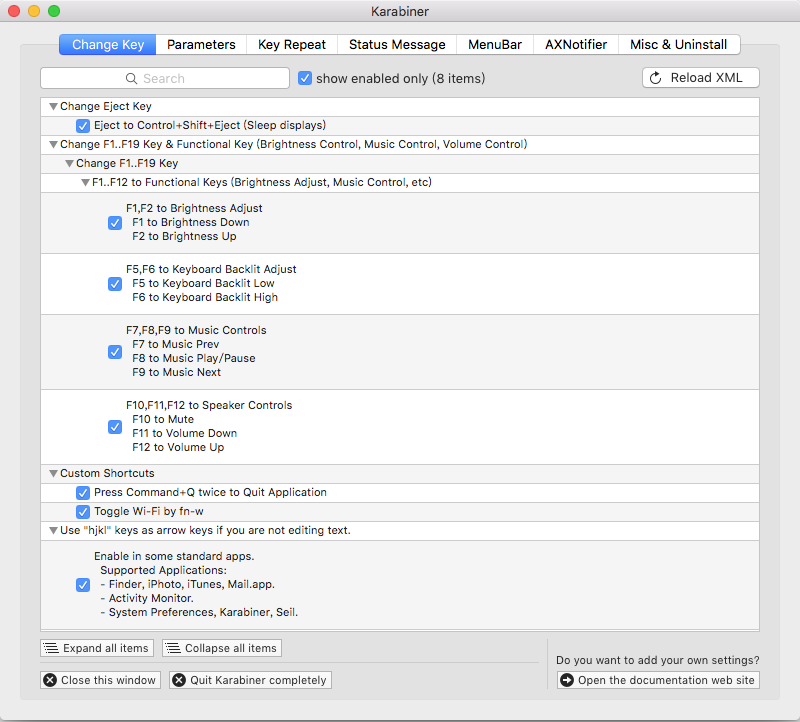 Karabiner
Change Key Parameters Key Repeat Status Message MenuBar AXNotifier Misc & Uninstall
Search show enabled only (8 items) Reload XML
Change Eject Key
Eject to Control+Shift+Eject (Sleep displays)
Change F1..F19 Key & Functional Key (Brightness Control, Music Control, Volume Control)
Change F1..F19 Key
F1..F12 to Functional Keys (Brightness Adjust, Music Control, etc)
F1,F2 to Brightness Adjust
F1 to Brightness Down
F2 to Brightness Up
F5,F6 to Keyboard Backlit Adjust
F5 to Keyboard Backlit Low
F6 to Keyboard Backlit High
F7,F8,F9 to Music Controls
F7 to Music Prev
F8 to Music Play/Pause
F9 to Music Next
F10,F11,F12 to Speaker Controls
F10 to Mute
F11 to Volume Down
F12 to Volume Up
Custom Shortcuts
Press Command+Q twice to Quit Application
Toggle Wi-Fi by fn-w
Use "hjkl" keys as arrow keys if you are not editing text.
Enable in some standard apps.
Supported Applications:
- Finder, iPhoto, iTunes, Mail.app.
- Activity Monitor.
- System Preferences, Karabiner, Seil.
Expand all items Collapse all items
Do you want to add your own settings?
Close this window Quit Karabiner completely Open the documentation web site